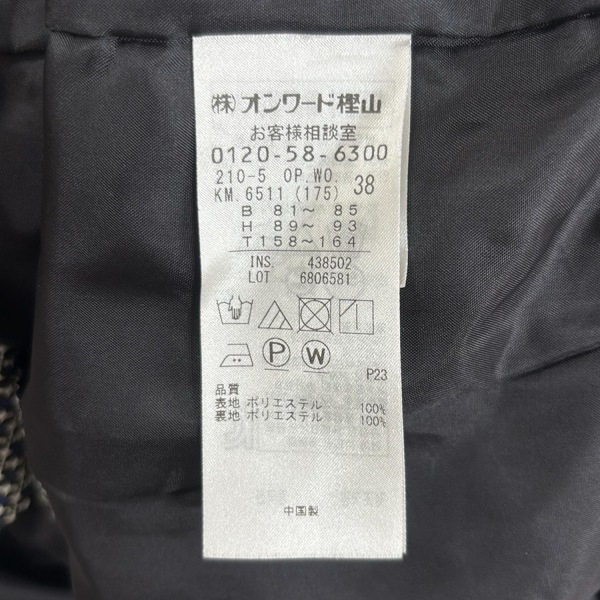 (株)オンワード樫山
お客様相談室
0120-58-6300
210-5 OP.WO.
KM.6511(175) 38
B 81～ 85
H 89～ 93
T158～164
INS. 438502
LOT 6806581
P W
P23
品質
表地 ポリエステル 100%
裏地 ポリエステル 100%
中国製